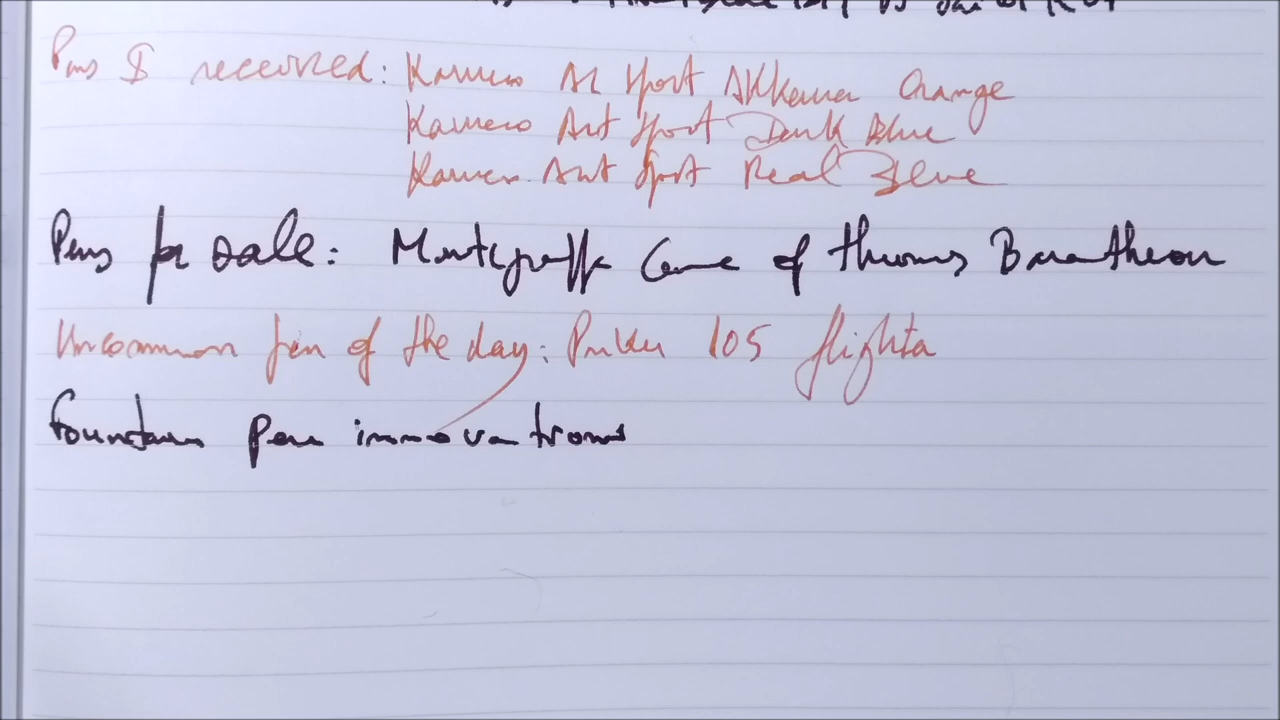 Pens I received: Kaweco AL Sport Orange
Kaweco Art Sport Dark Blue
Kaweco Art Sport Real Blue
Pens for sale: Montegrappa Game of Thrones Baratheon
Uncommon pen of the day: Parker 105 flighter
Fountain pen innovations